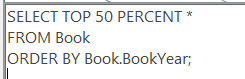 SELECT TOP 50 PERCENT *
FROM Book
ORDER BY Book.BookYear;